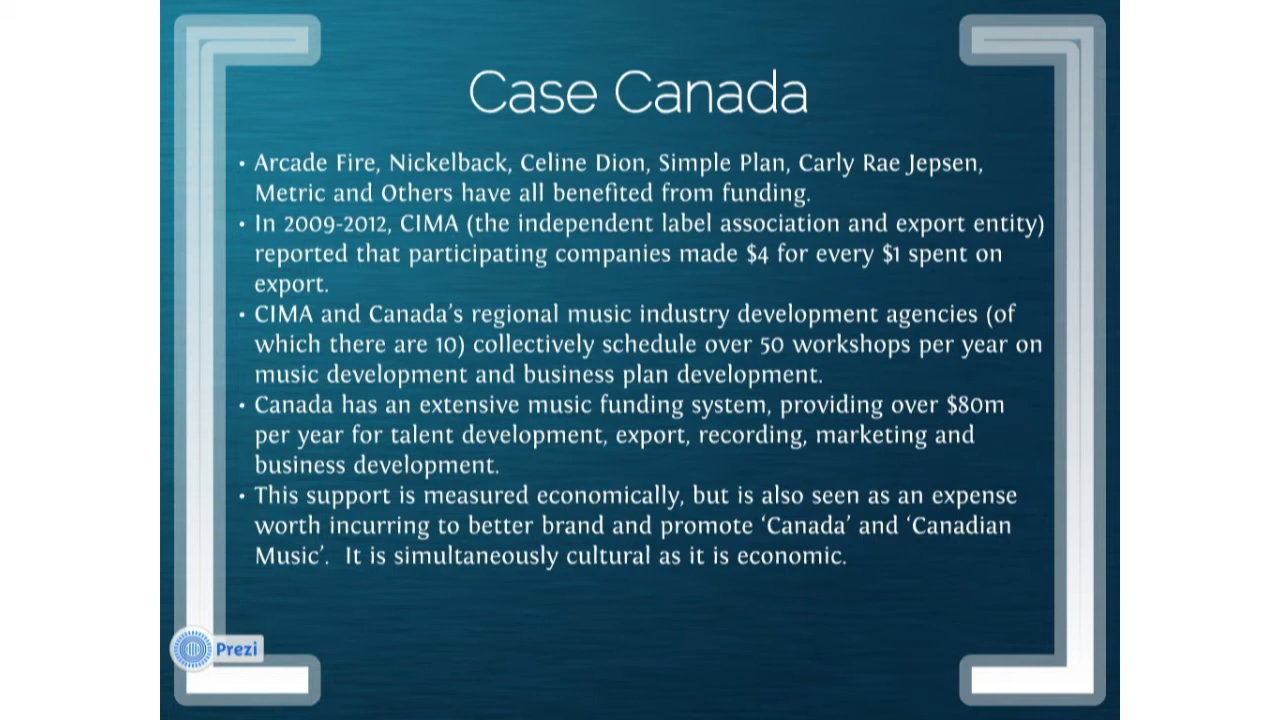 Case Canada
• Arcade Fire, Nickelback, Celine Dion, Simple Plan, Carly Rae Jepsen,
Metric and Others have all benefited from funding.
• In 2009-2012, CIMA (the independent label association and export entity)
reported that participating companies made $4 for every $1 spent on
export.
• CIMA and Canada's regional music industry development agencies (of
which there are 10) collectively schedule over 50 workshops per year on
music development and business plan development.
• Canada has an extensive music funding system, providing over $80m
per year for talent development, export, recording, marketing and
business development.
• This support is measured economically, but is also seen as an expense
worth incurring to better brand and promote ‘Canada’ and ‘Canadian
Music’.  It is simultaneously cultural as it is economic.
Prezi